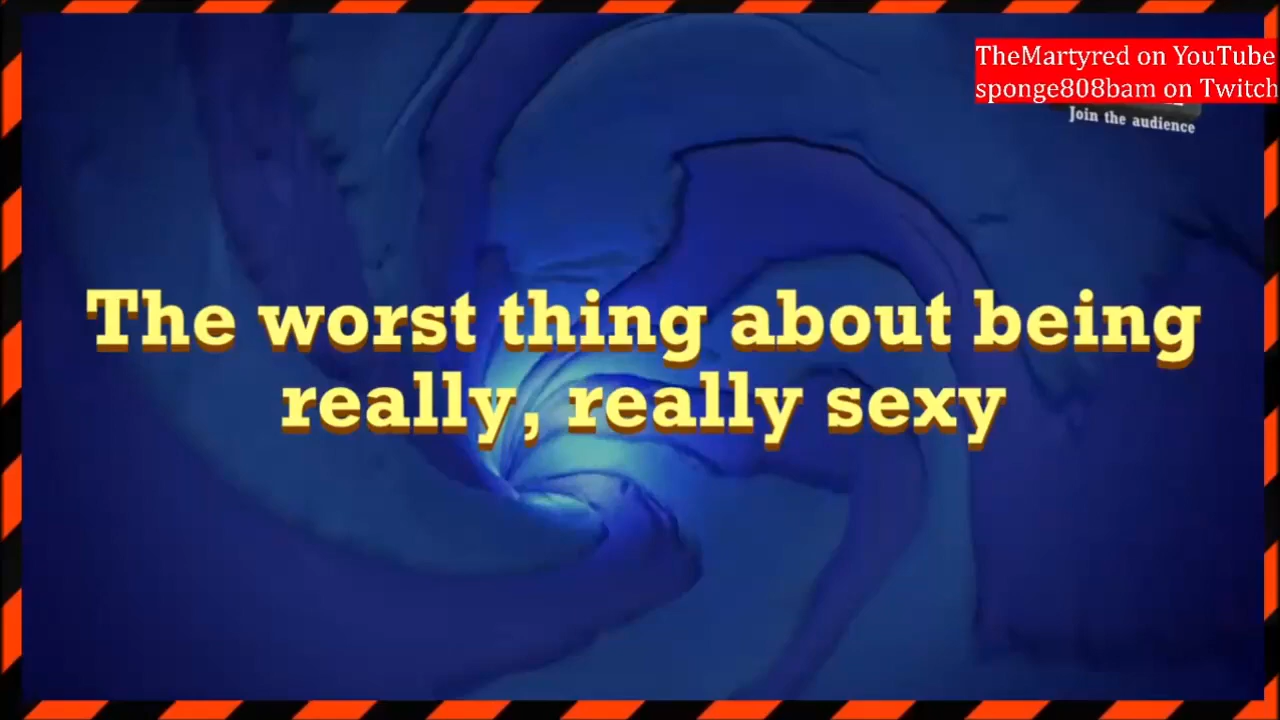 TheMartyred on YouTube
sponge808bam on Twitch
Join the audience
The worst thing about being
really, really sexy